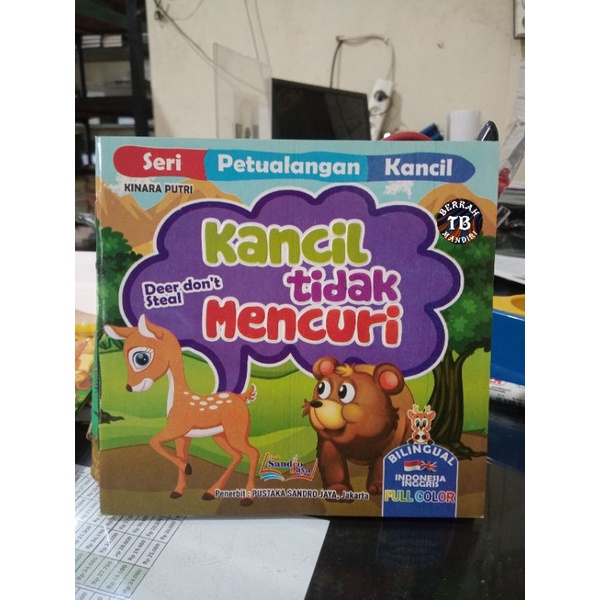 Seri Petualangan Kancil
KINARA PUTRI
BERKAH
TB
MANDIRI
Kancil
tidak
Mencuri
Deer don't
Steal
Sandro
Jaya
Penerbit : PUSTAKA SANDRO JAYA, Jakarta
BILINGUAL
INDONESIA
INGGRIS
FULL COLOR